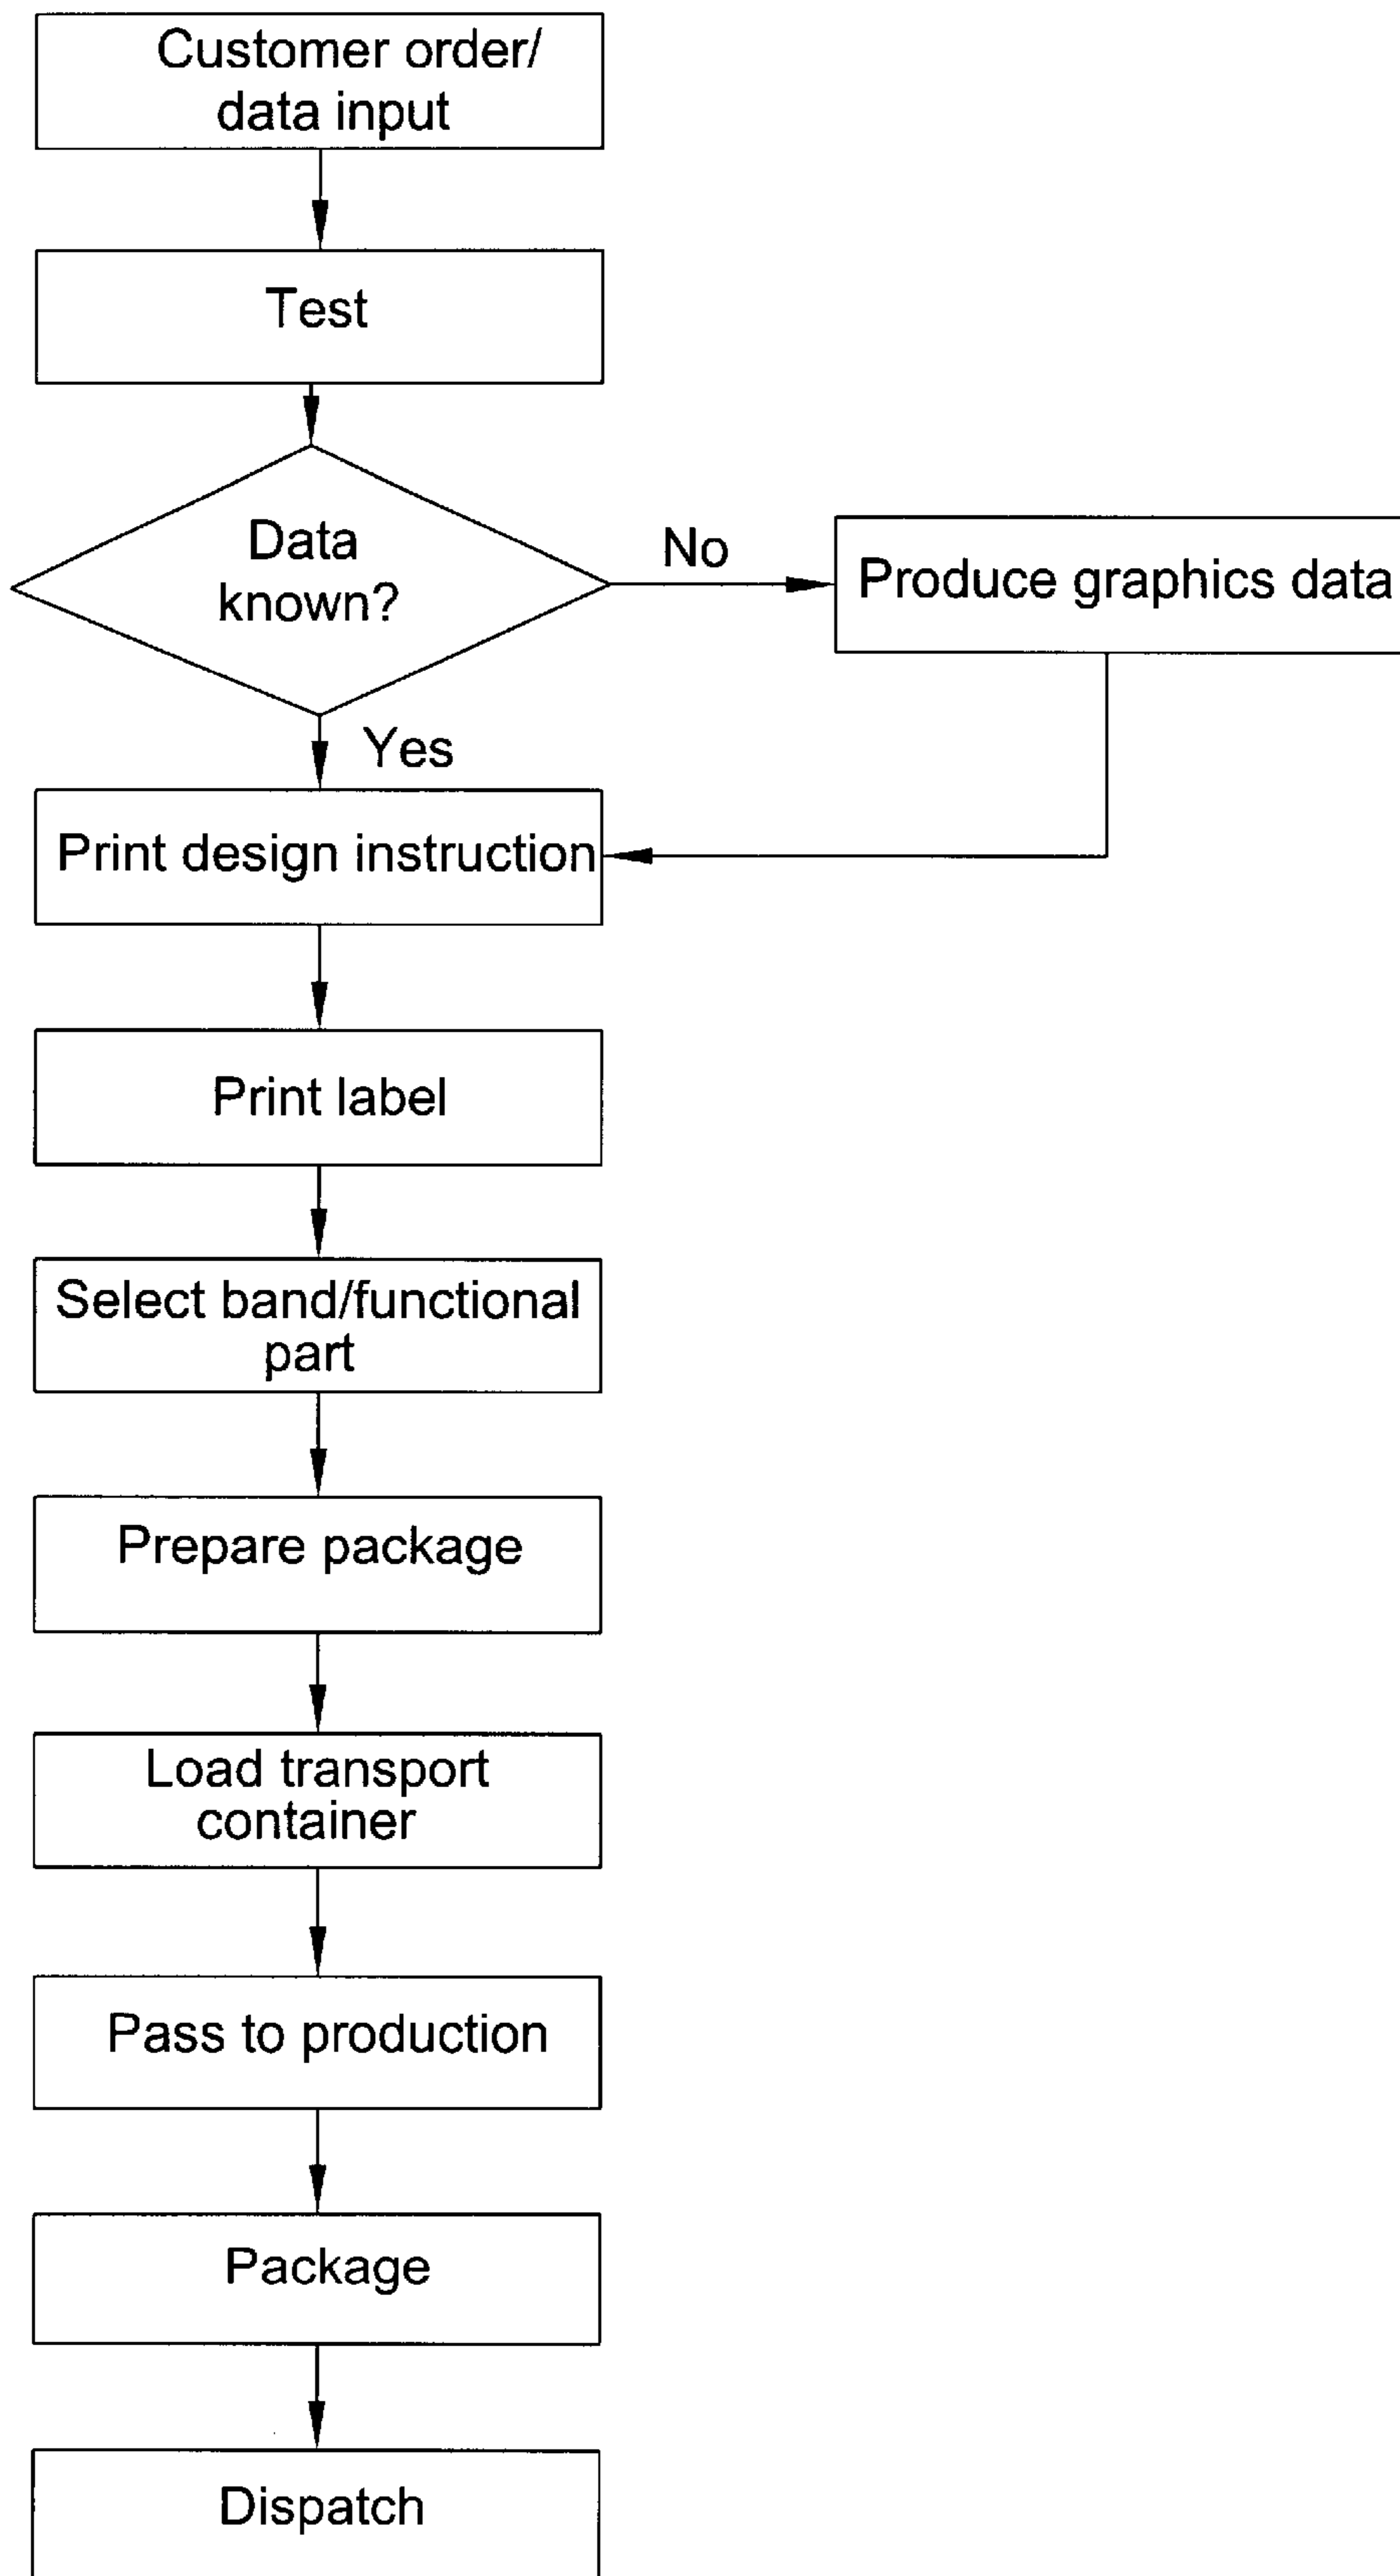 Customer order/
data input
Test
Data
known?
No
Produce graphics data
Yes
Print design instruction
Print label
Select band/functional
part
Prepare package
Load transport
container
Pass to production
Package
Dispatch